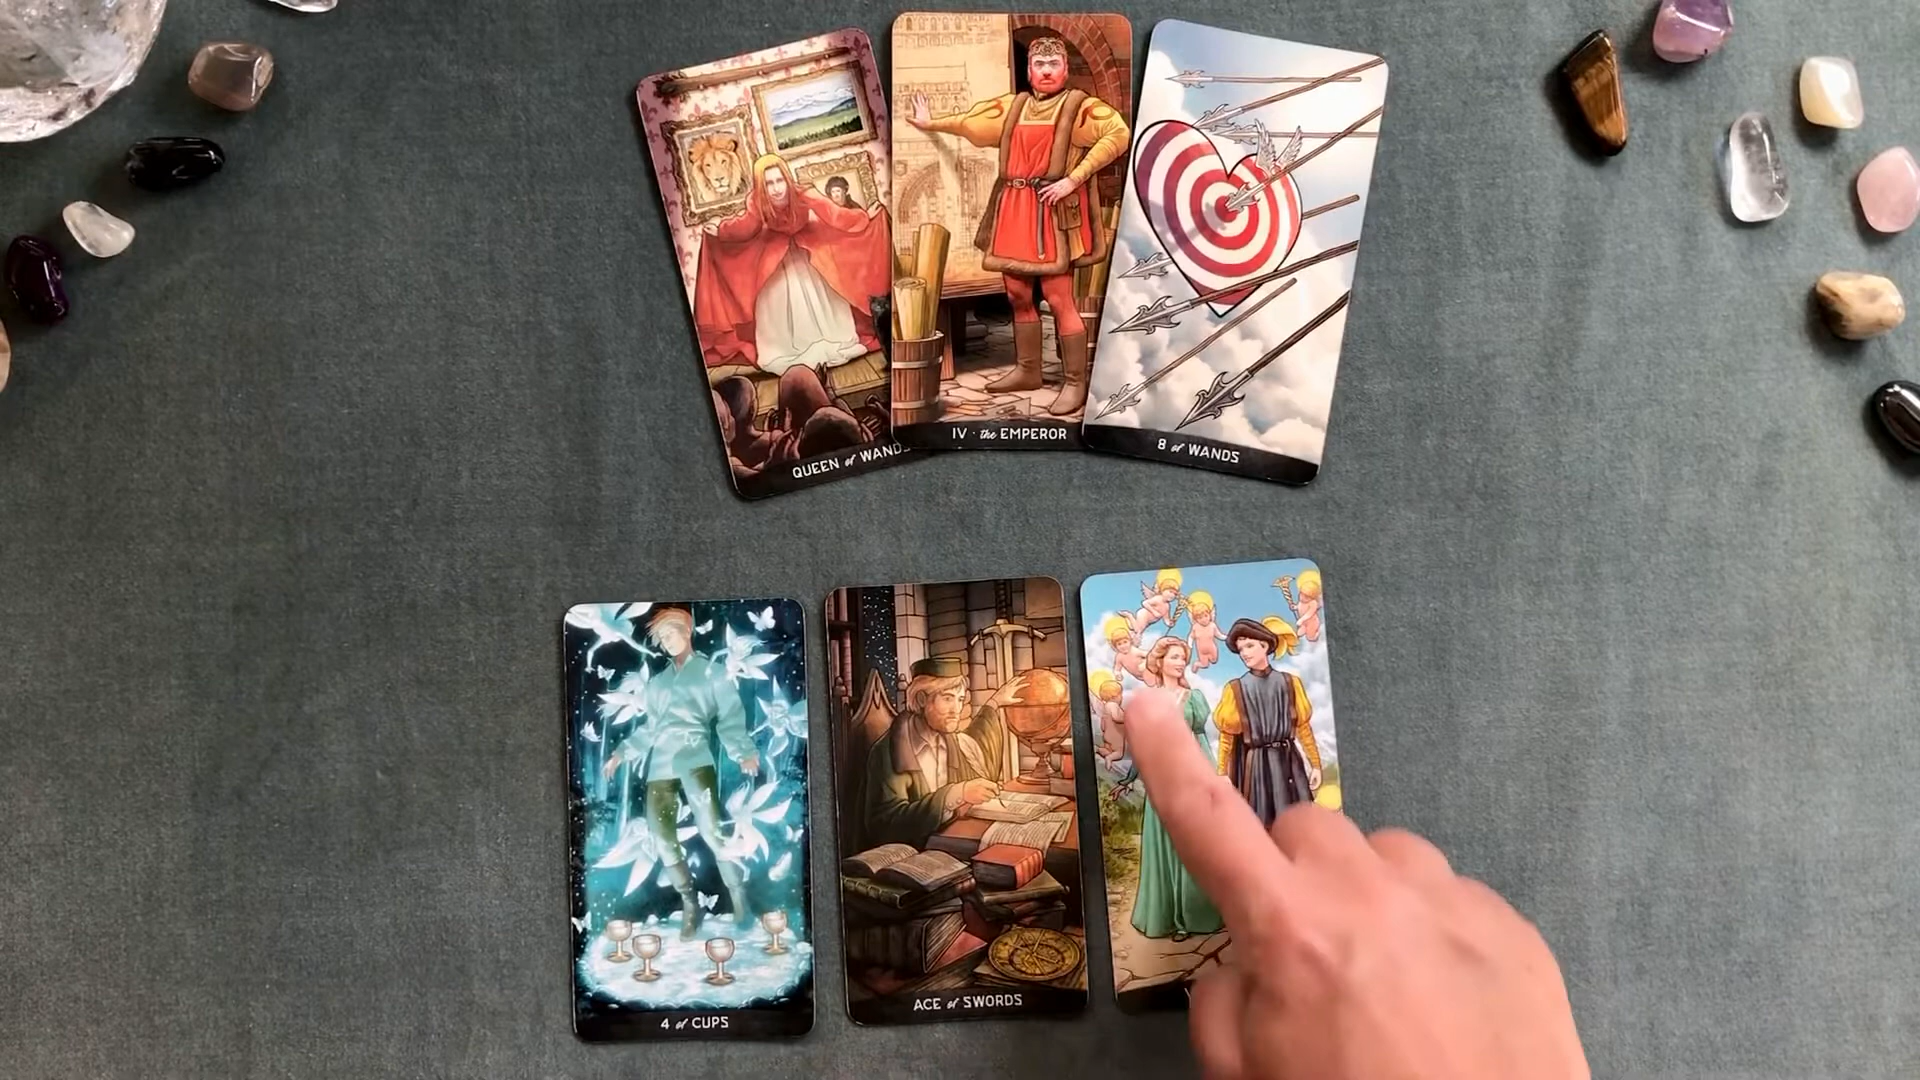 QUEEN of WANDS
IV · the EMPEROR
8 of WANDS
4 of CUPS
ACE of SWORDS